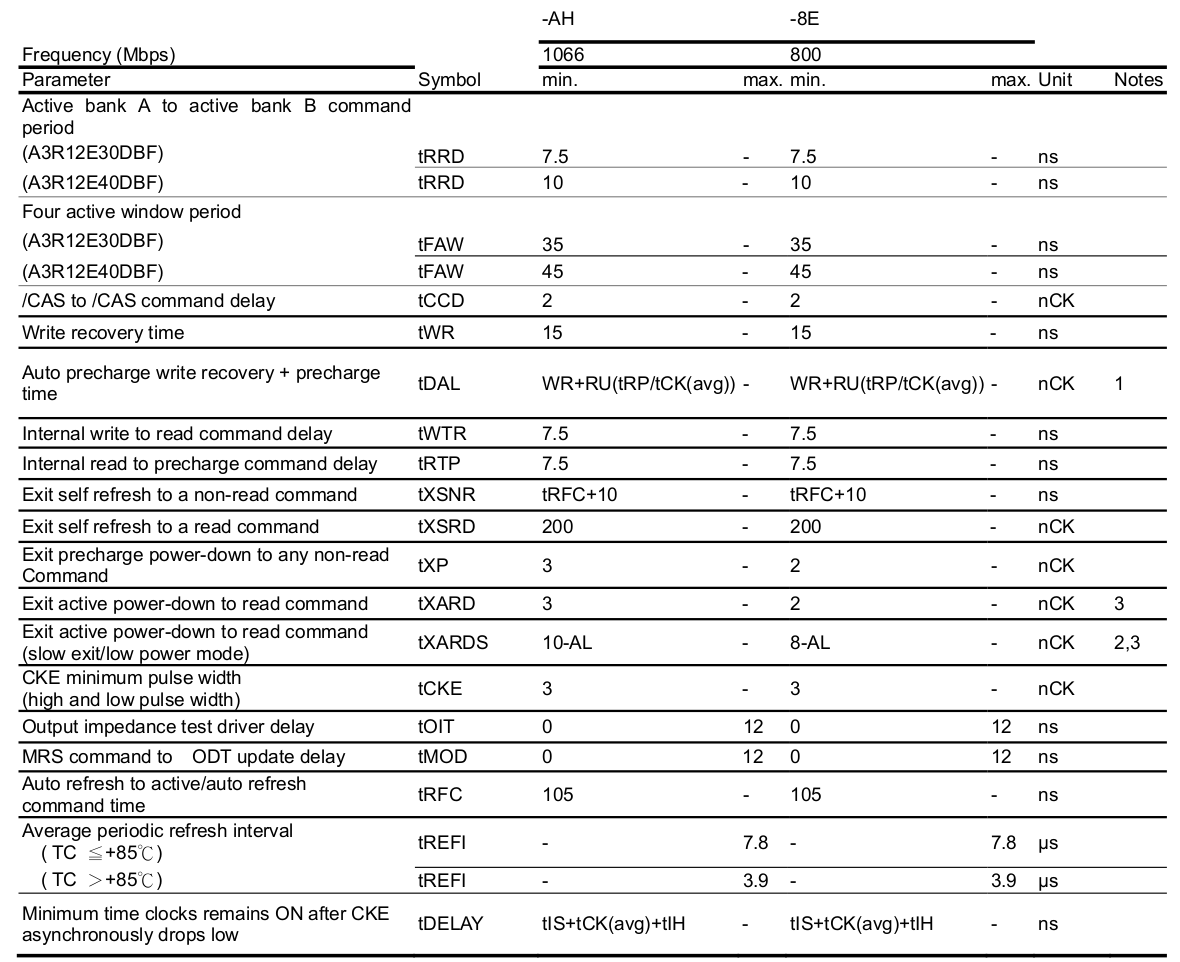 -AH -8E
Frequency (Mbps) 1066 800
Parameter Symbol min. max. min. max. Unit Notes
Active bank A to active bank B command
period
(A3R12E30DBF) tRRD 7.5 - 7.5 - ns
(A3R12E40DBF) tRRD 10 - 10 - ns
Four active window period
(A3R12E30DBF) tFAW 35 - 35 - ns
(A3R12E40DBF) tFAW 45 - 45 - ns
/CAS to /CAS command delay tCCD 2 - 2 - nCK
Write recovery time tWR 15 - 15 - ns
Auto precharge write recovery + precharge
time tDAL WR+RU(tRP/tCK(avg)) - WR+RU(tRP/tCK(avg)) - nCK 1
Internal write to read command delay tWTR 7.5 - 7.5 - ns
Internal read to precharge command delay tRTP 7.5 - 7.5 - ns
Exit self refresh to a non-read command tXSNR tRFC+10 - tRFC+10 - ns
Exit self refresh to a read command tXSRD 200 - 200 - nCK
Exit precharge power-down to any non-read
Command tXP 3 - 2 - nCK
Exit active power-down to read command tXARD 3 - 2 - nCK 3
Exit active power-down to read command
(slow exit/low power mode) tXARDS 10-AL - 8-AL - nCK 2,3
CKE minimum pulse width
(high and low pulse width) tCKE 3 - 3 - nCK
Output impedance test driver delay tOIT 0 12 0 12 ns
MRS command to ODT update delay tMOD 0 12 0 12 ns
Auto refresh to active/auto refresh
command time tRFC 105 - 105 - ns
Average periodic refresh interval
( TC ≦+85℃) tREFI - 7.8 - 7.8 µs
( TC ＞+85℃) tREFI - 3.9 - 3.9 µs
Minimum time clocks remains ON after CKE
asynchronously drops low tDELAY tIS+tCK(avg)+tIH - tIS+tCK(avg)+tIH - ns